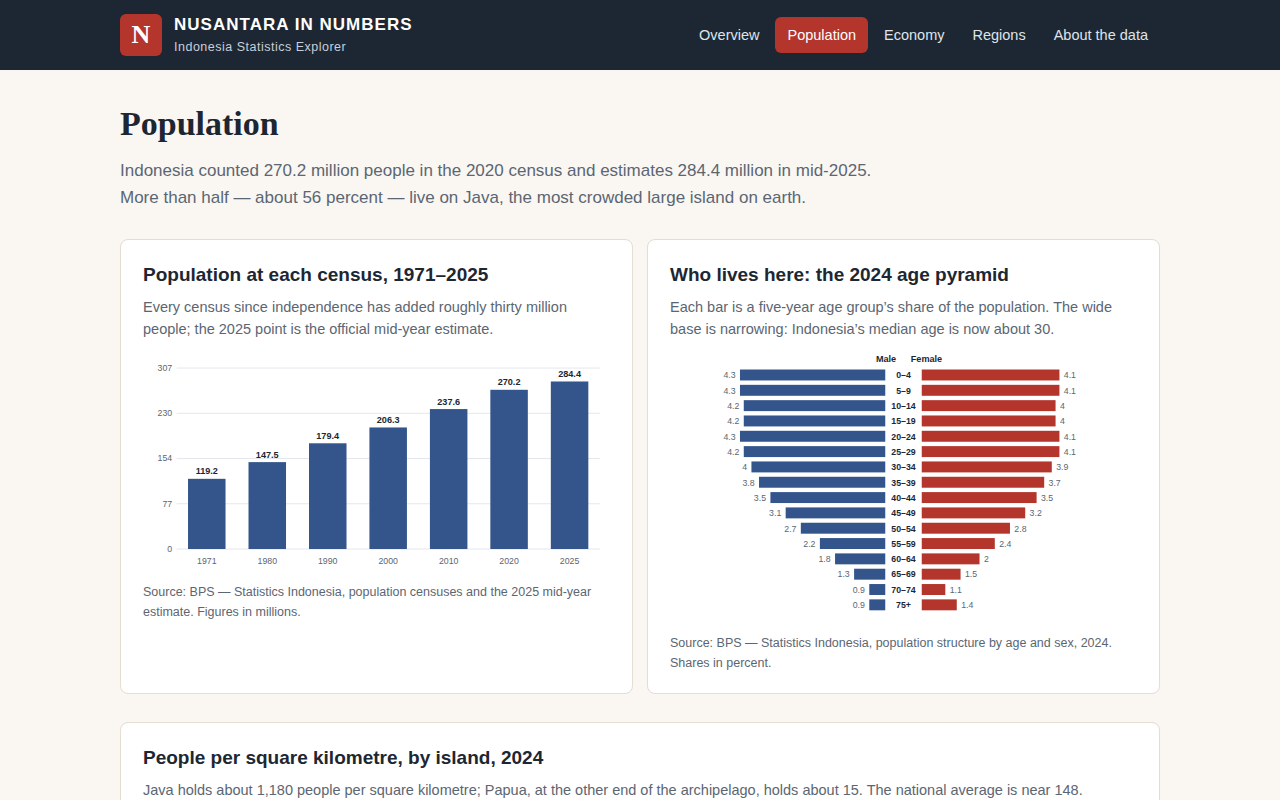 N
NUSANTARA IN NUMBERS
Indonesia Statistics Explorer
Overview
Population
Economy
Regions
About the data
Population
Indonesia counted 270.2 million people in the 2020 census and estimates 284.4 million in mid-2025.
More than half — about 56 percent — live on Java, the most crowded large island on earth.
Population at each census, 1971–2025
Every census since independence has added roughly thirty million
people; the 2025 point is the official mid-year estimate.
307
230
154
77
0
119.2
147.5
179.4
206.3
237.6
270.2
284.4
1971
1980
1990
2000
2010
2020
2025
Source: BPS — Statistics Indonesia, population censuses and the 2025 mid-year
estimate. Figures in millions.
Who lives here: the 2024 age pyramid
Each bar is a five-year age group’s share of the population. The wide
base is narrowing: Indonesia’s median age is now about 30.
Male Female
4.3 0–4 4.1
4.3 5–9 4.1
4.2 10–14 4
4.2 15–19 4
4.3 20–24 4.1
4.2 25–29 4.1
4 30–34 3.9
3.8 35–39 3.7
3.5 40–44 3.5
3.1 45–49 3.2
2.7 50–54 2.8
2.2 55–59 2.4
1.8 60–64 2
1.3 65–69 1.5
0.9 70–74 1.1
0.9 75+ 1.4
Source: BPS — Statistics Indonesia, population structure by age and sex, 2024.
Shares in percent.
People per square kilometre, by island, 2024
Java holds about 1,180 people per square kilometre; Papua, at the other end of the archipelago, holds about 15. The national average is near 148.